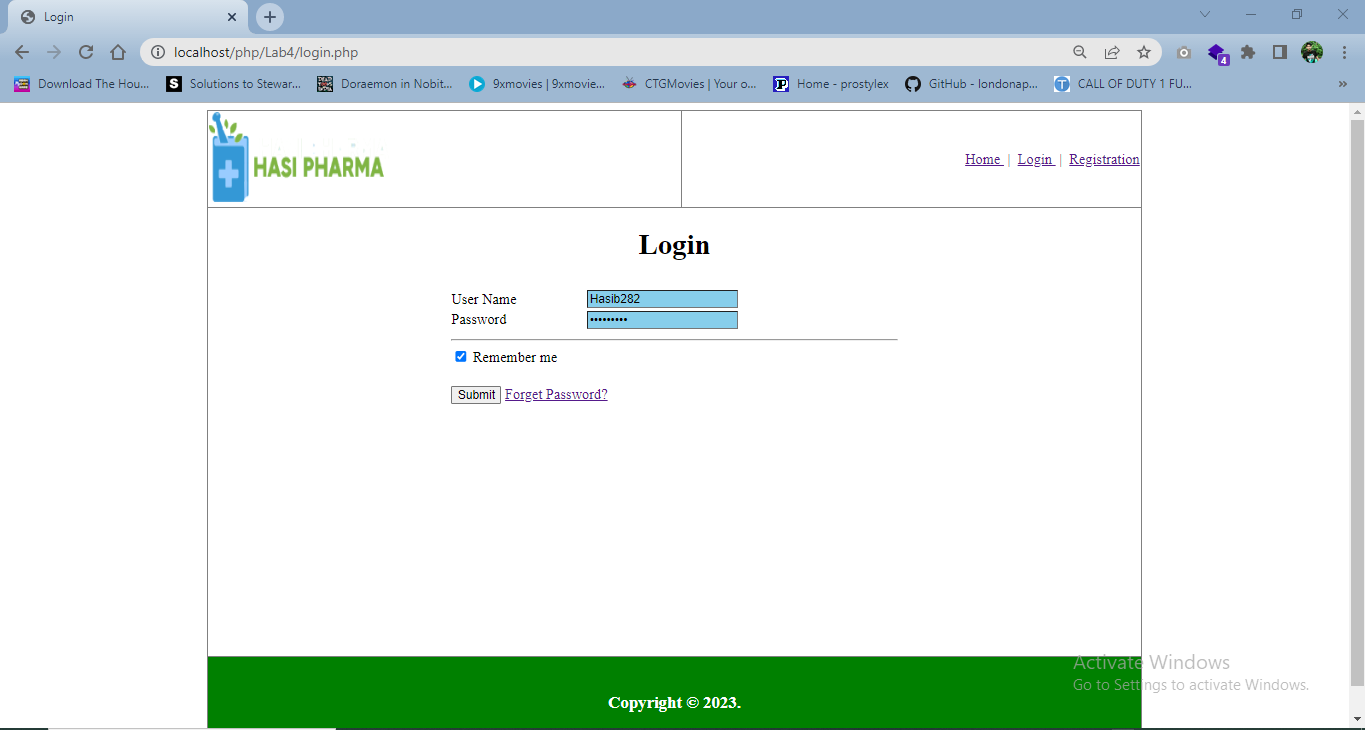 Login
localhost/php/Lab4/login.php
4
Download The Hou...
Solutions to Stewar...
Doraemon in Nobit...
9xmovies | 9xmovie...
CTGMovies | Your o...
Home - prostylex
GitHub - londonap...
CALL OF DUTY 1 FU...
»
HASI PHARMA
Home | Login | Registration
Login
User Name Hasib282
Password •••••••••
Remember me
Submit Forget Password?
Activate Windows
Go to Settings to activate Windows.
Copyright © 2023.